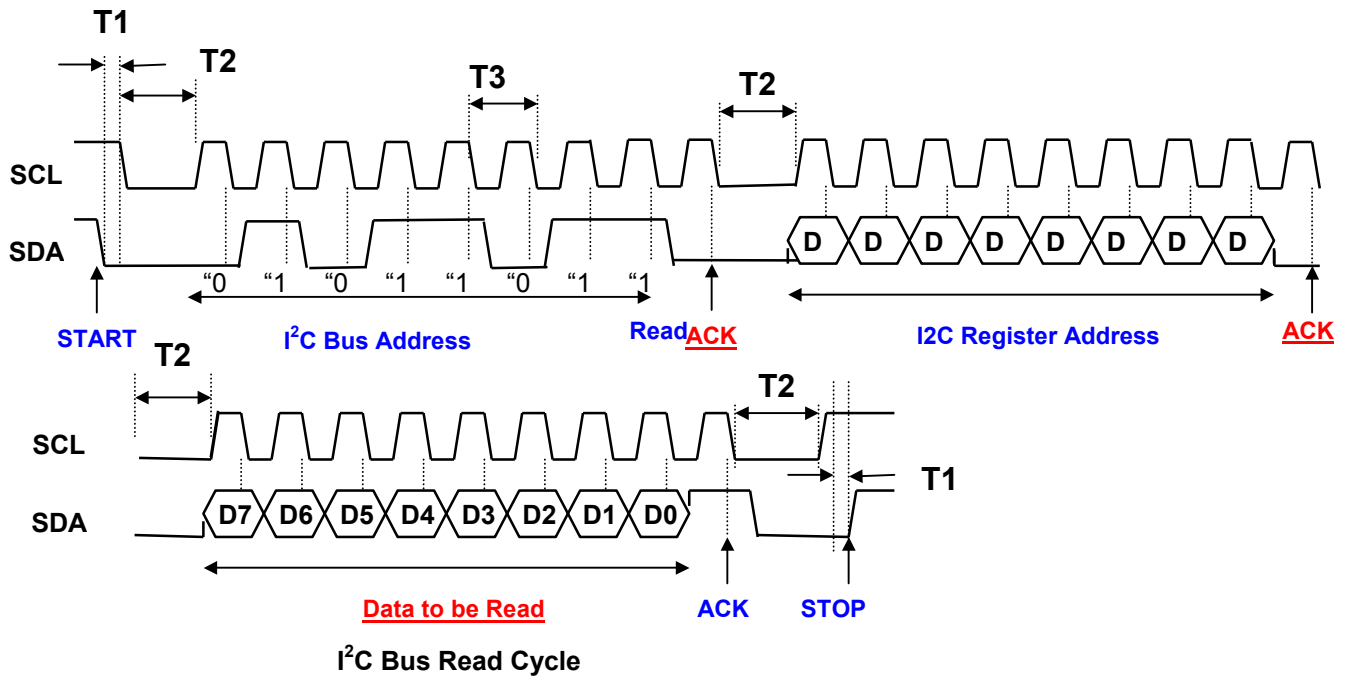 T1
T2
T3
T2
SCL
SDA
D D D D D D D D
“0 “1 “0 “1 “1 “0 “1 “1
START
I²C Bus Address
Read
ACK
I2C Register Address
ACK
T2
T2
SCL
T1
SDA
D7 D6 D5 D4 D3 D2 D1 D0
Data to be Read
ACK
STOP
I²C Bus Read Cycle